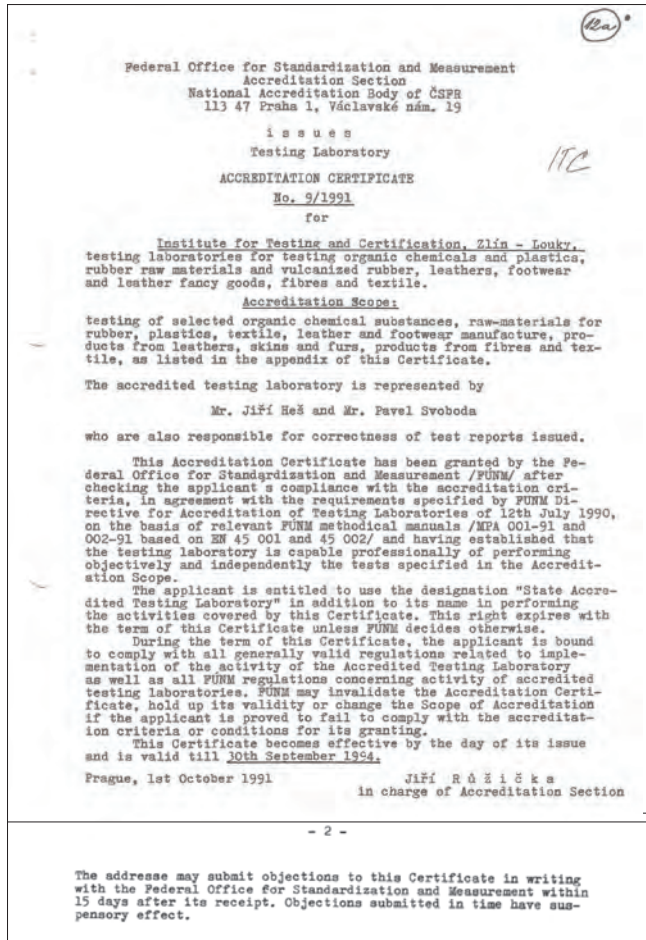 12a
Federal Office for Standardization and Measurement
Accreditation Section
National Accreditation Body of ČSFR
113 47 Praha 1, Václavské nám. 19
i s s u e s
Testing Laboratory
ITC
ACCREDITATION CERTIFICATE
No. 9/1991
for
Institute for Testing and Certification, Zlín - Louky,
testing laboratories for testing organic chemicals and plastics,
rubber raw materials and vulcanized rubber, leathers, footwear
and leather fancy goods, fibres and textile.
Accreditation Scope:
testing of selected organic chemical substances, raw-materials for
rubber, plastics, textile, leather and footwear manufacture, pro-
ducts from leathers, skins and furs, products from fibres and tex-
tile, as listed in the appendix of this Certificate.
The accredited testing laboratory is represented by
Mr. Jiří Heš and Mr. Pavel Svoboda
who are also responsible for correctness of test reports issued.
This Accreditation Certificate has been granted by the Fe-
deral Office for Standardization and Measurement /FÚNM/ after
checking the applicant s compliance with the accreditation cri-
teria, in agreement with the requirements specified by FÚNM Di-
rective for Accreditation of Testing Laboratories of 12th July 1990,
on the basis of relevant FÚNM methodical manuals /MPA 001-91 and
002-91 based on EN 45 001 and 45 002/ and having established that
the testing laboratory is capable professionally of performing
objectively and independently the tests specified in the Accredit-
ation Scope.
The applicant is entitled to use the designation "State Accre-
dited Testing Laboratory" in addition to its name in performing
the activities covered by this Certificate. This right expires with
the term of this Certificate unless FÚNM decides otherwise.
During the term of this Certificate, the applicant is bound
to comply with all generally valid regulations related to imple-
mentation of the activity of the Accredited Testing Laboratory
as well as all FÚNM regulations concerning activity of accredited
testing laboratories. FÚNM may invalidate the Accreditation Certi-
ficate, hold up its validity or change the Scope of Accreditation
if the applicant is proved to fail to comply with the accreditat-
ion criteria or conditions for its granting.
This Certificate becomes effective by the day of its issue
and is valid till 30th September 1994.
Prague, 1st October 1991
Jiří R ů ž i č k a
in charge of Accreditation Section
- 2 -
The addresse may submit objections to this Certificate in writing
with the Federal Office for Standardization and Measurement within
15 days after its receipt. Objections submitted in time have sus-
pensory effect.